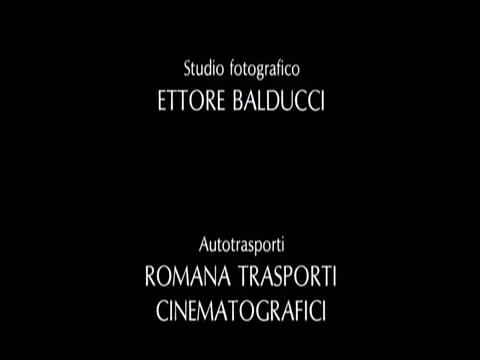 Studio fotografico
ETTORE BALDUCCI
Autotrasporti
ROMANA TRASPORTI
CINEMATOGRAFICI